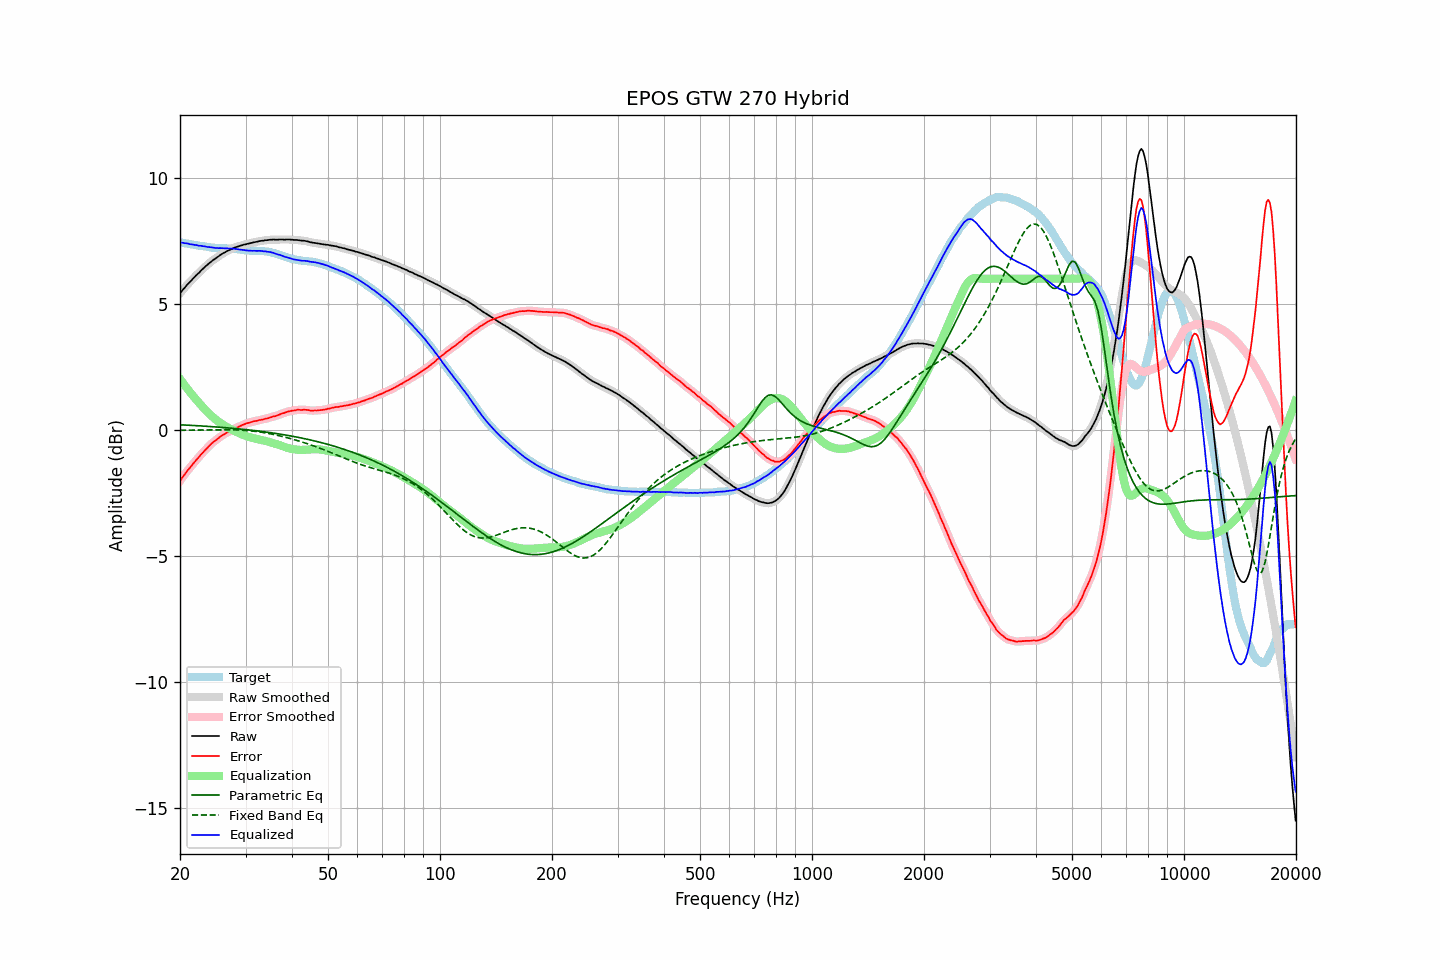 EPOS GTW 270 Hybrid
Amplitude (dBr)
10
5
0
−5
−10
−15
Target
Raw Smoothed
Error Smoothed
Raw
Error
Equalization
Parametric Eq
Fixed Band Eq
Equalized
20 50 100 200 500 1000 2000 5000 10000 20000
Frequency (Hz)